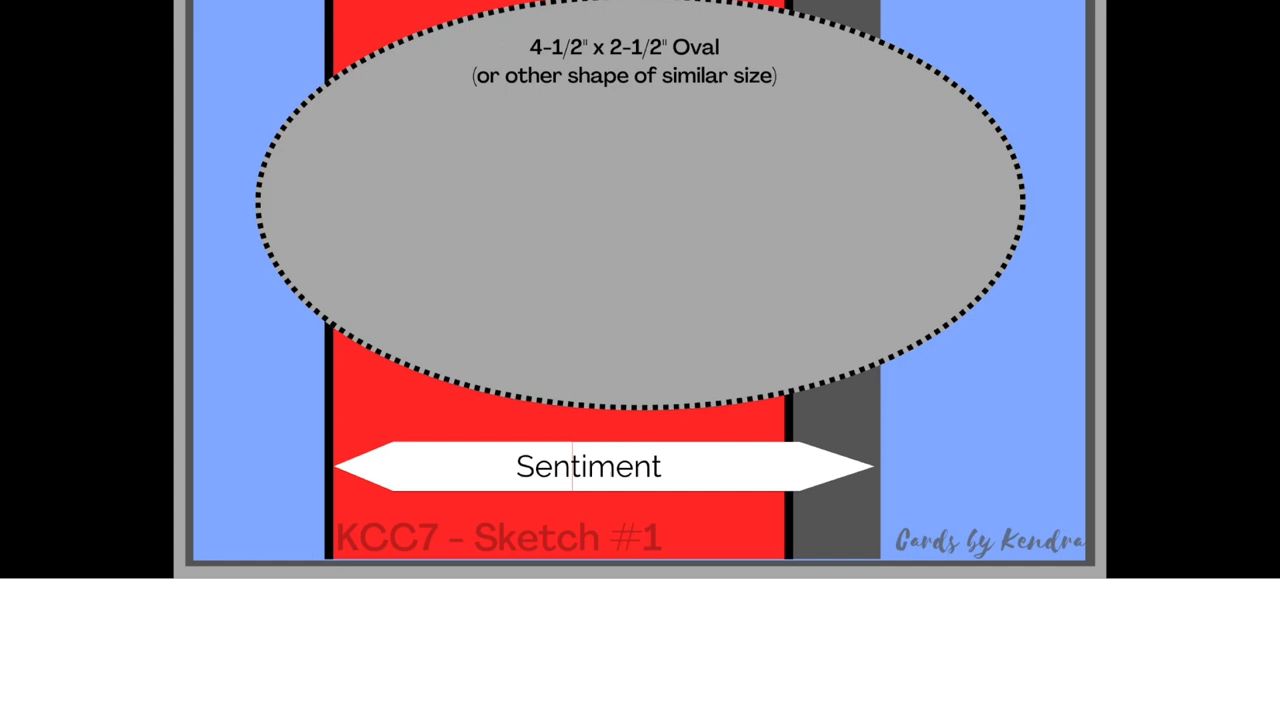 4-1/2" x 2-1/2" Oval
(or other shape of similar size)
Sentiment
KCC7 - Sketch #1
Cards by Kendra